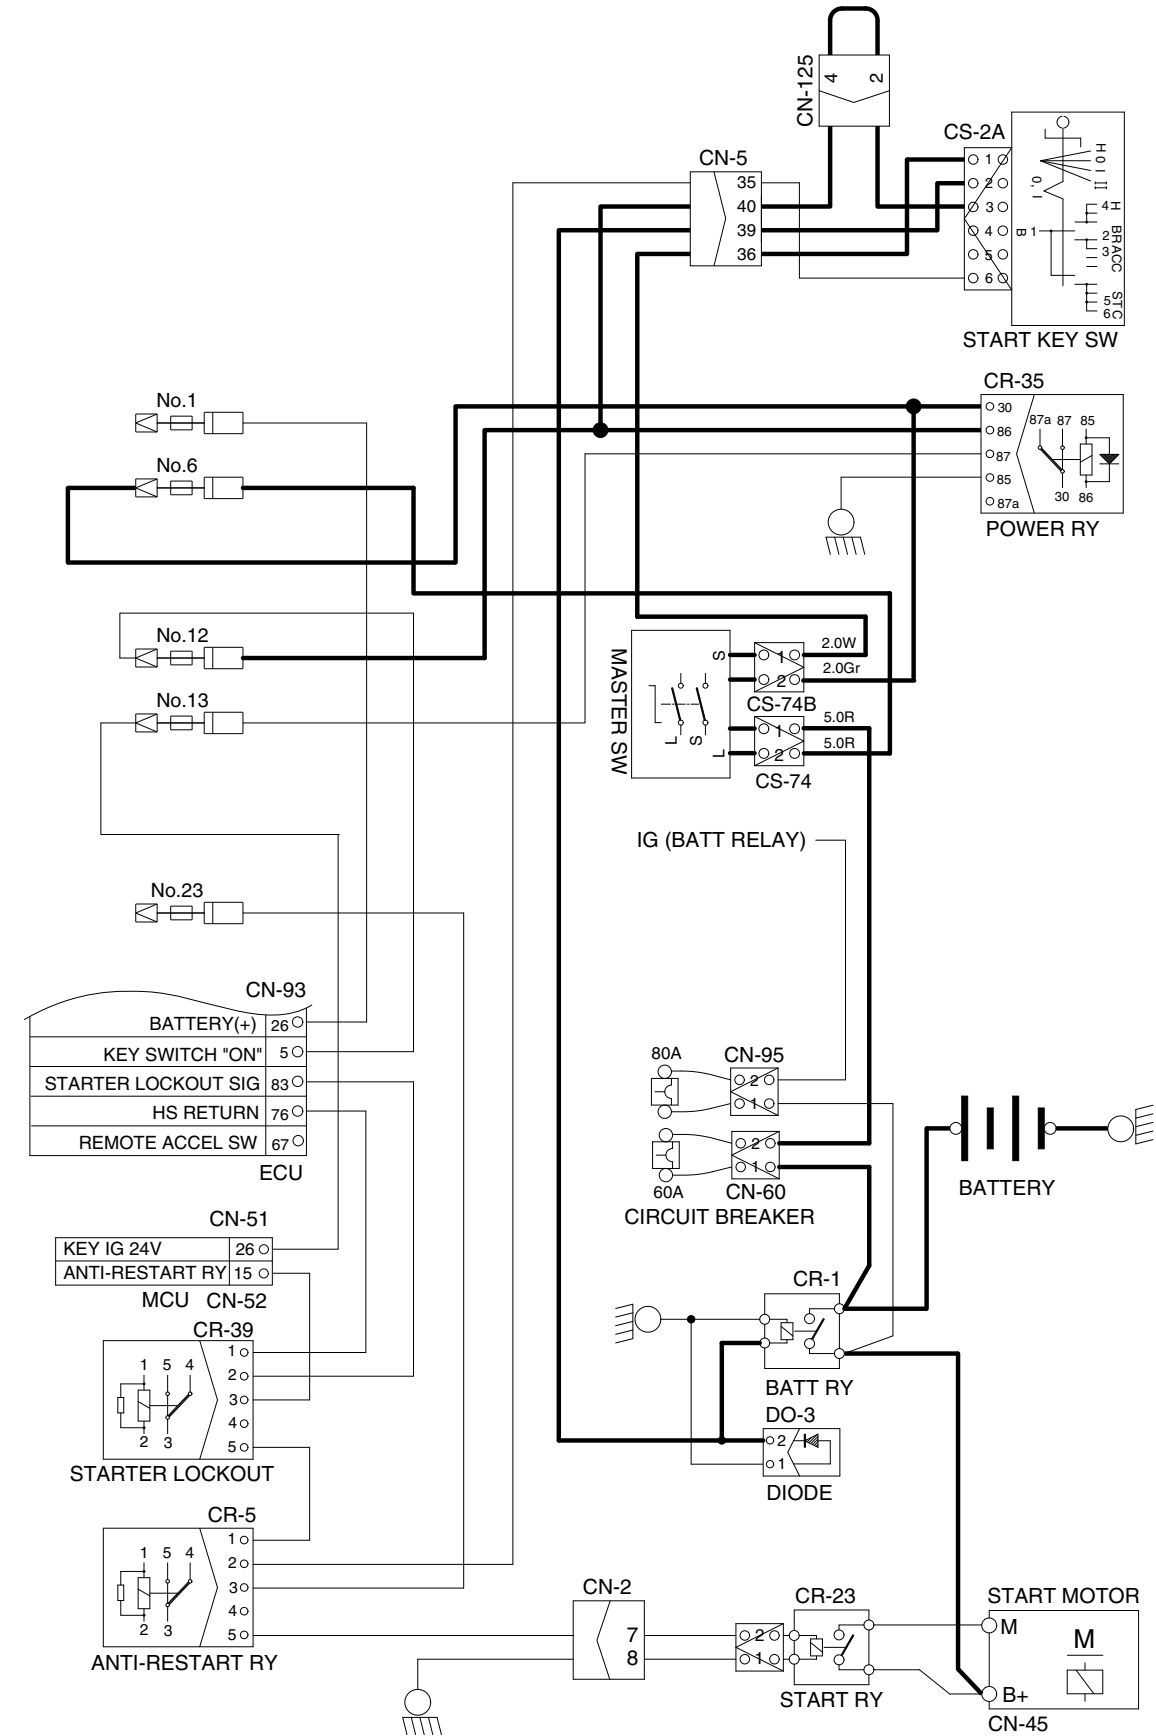 4 2
CN-125
CS-2A
CN-5
35
40
39
36
1
2
3
4
5
6
H O I II
0, I
4 H
B 1
BR
2
3 ACC
5 ST
6 C
START KEY SW
CR-35
30
86
87
85
87a
87a 87 85
30 86
POWER RY
No.1
No.6
No.12
No.13
No.23
MASTER SW
S
L
L S
1
2
2.0W
2.0Gr
CS-74B
1
2
5.0R
5.0R
CS-74
IG (BATT RELAY)
CN-93
BATTERY(+) 26
KEY SWITCH "ON" 5
STARTER LOCKOUT SIG 83
HS RETURN 76
REMOTE ACCEL SW 67
ECU
80A
CN-95
2
1
2
1
60A
CN-60
CIRCUIT BREAKER
BATTERY
CN-51
KEY IG 24V 26
ANTI-RESTART RY 15
MCU CN-52
CR-1
BATT RY
CR-39
1
2
3
4
5
1 5 4
2 3
STARTER LOCKOUT
DO-3
2
1
DIODE
CR-5
1
2
3
4
5
1 5 4
2 3
ANTI-RESTART RY
CN-2
7
8
2
1
CR-23
START RY
START MOTOR
M
M
B+
CN-45